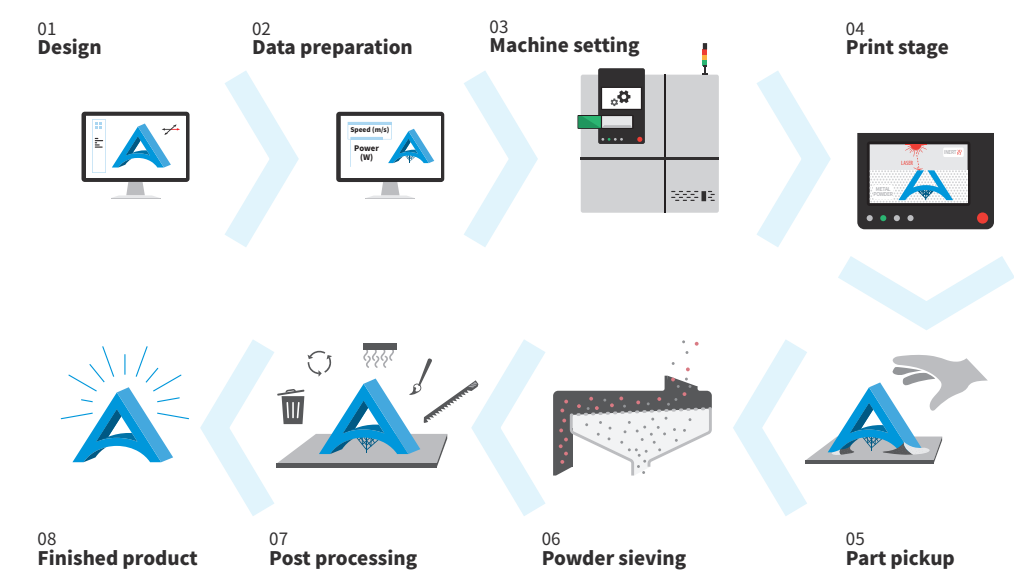 01
Design
02
Data preparation
03
Machine setting
04
Print stage
Speed (m/s)
Power
(W)
LASER
METAL
POWDER
08
Finished product
07
Post processing
06
Powder sieving
05
Part pickup